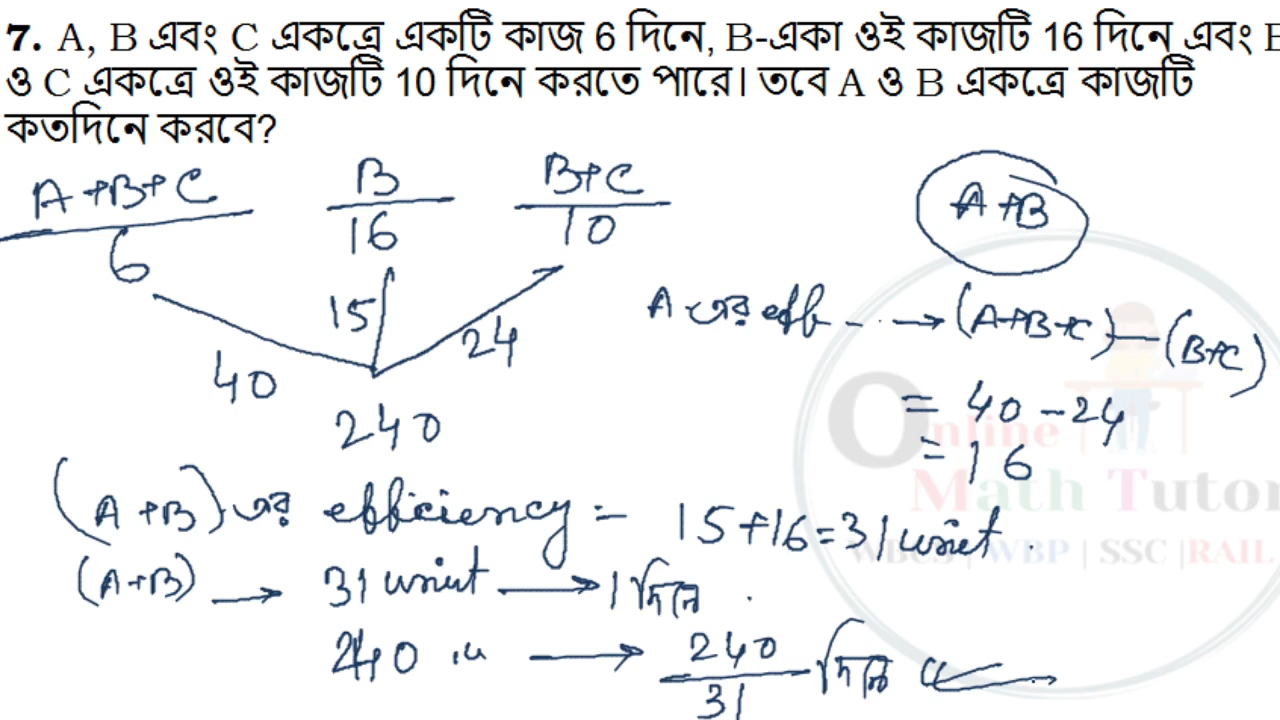 7. A, B এবং C একত্রে একটি কাজ 6 দিনে, B-একা ওই কাজটি 16 দিনে এবং B
ও C একত্রে ওই কাজটি 10 দিনে করতে পারে। তবে A ও B একত্রে কাজটি
কতদিনে করবে?
A+B+C B B+C
6 16 10
A+B
15 24
40
240
A এর eff - - → (A+B+C) - (B+C)
= 40 - 24
= 16
(A+B) এর efficiency = 15+16=31 unit.
(A+B) → 31 unit → 1 দিনে
240 " → 240/31 দিনে
Online
Math Tutor
WBCS | WBP | SSC |RAIL